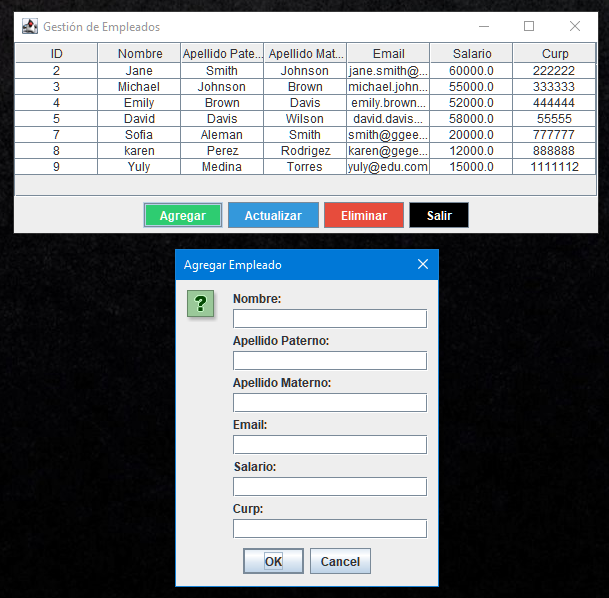 Gestión de Empleados
ID Nombre Apellido Pate... Apellido Mat... Email Salario Curp
2 Jane Smith Johnson jane.smith@... 60000.0 222222
3 Michael Johnson Brown michael.john... 55000.0 333333
4 Emily Brown Davis emily.brown... 52000.0 444444
5 David Davis Wilson david.davis... 58000.0 55555
7 Sofia Aleman Smith smith@ggee... 20000.0 777777
8 karen Perez Rodrigez karen@gege... 12000.0 888888
9 Yuly Medina Torres yuly@edu.com 15000.0 1111112
Agregar Actualizar Eliminar Salir
Agregar Empleado
?
Nombre:
Apellido Paterno:
Apellido Materno:
Email:
Salario:
Curp:
OK Cancel